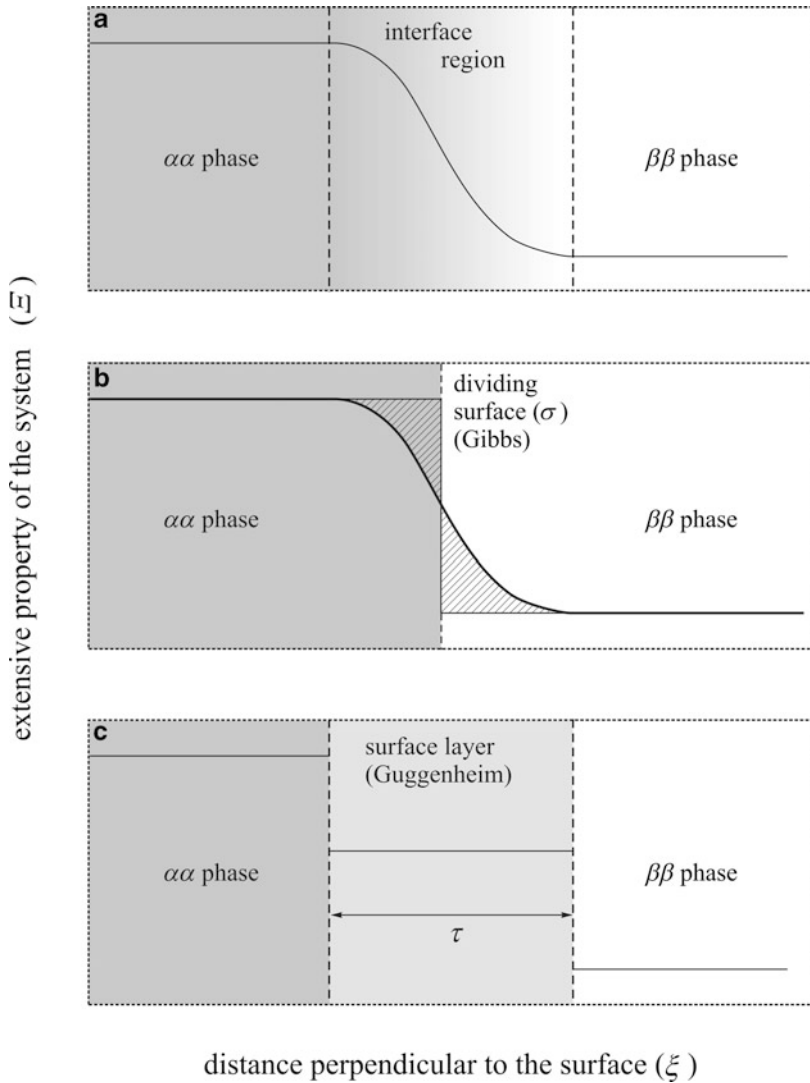 a
interface
region
αα phase
ββ phase
extensive property of the system (Ξ)
b
dividing
surface (σ)
(Gibbs)
αα phase
ββ phase
c
surface layer
(Guggenheim)
αα phase
ββ phase
τ
distance perpendicular to the surface (ξ)